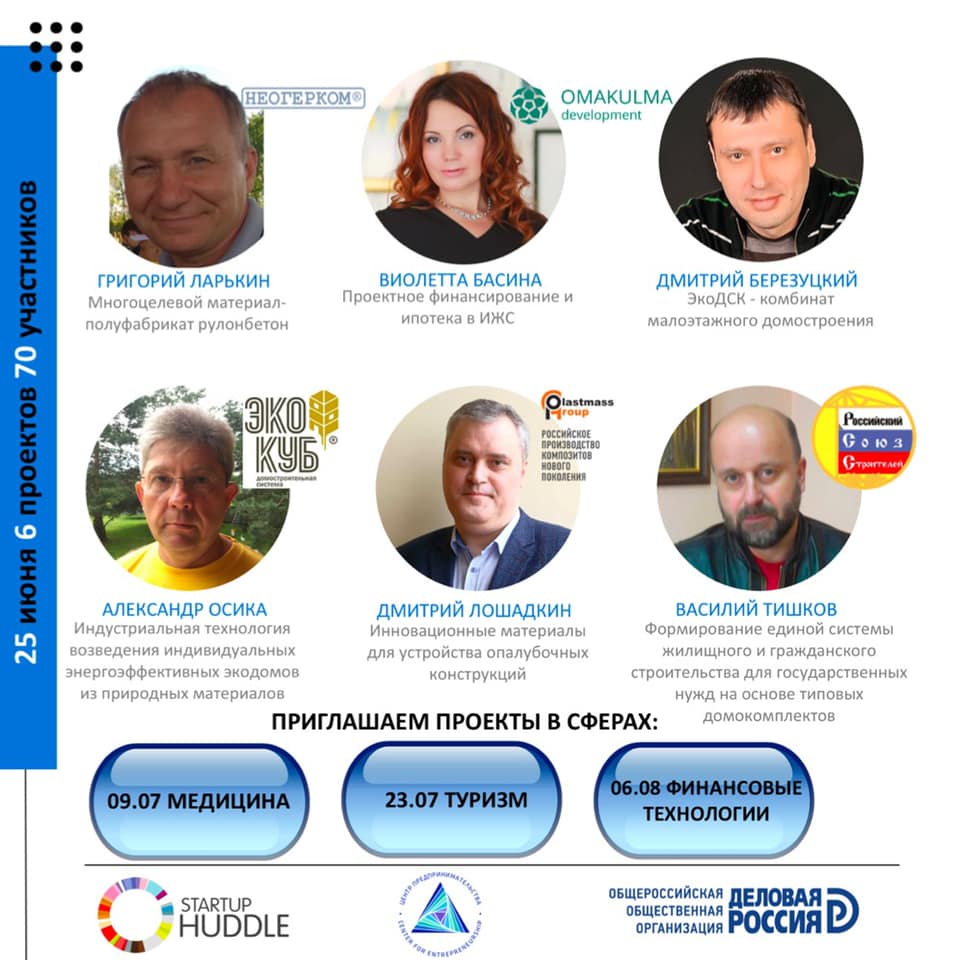 25 июня 6 проектов 70 участников
НЕОГЕРКОМ®
OMAKULMA
development
ГРИГОРИЙ ЛАРЬКИН
Многоцелевой материал-
полуфабрикат рулонбетон
ВИОЛЕТТА БАСИНА
Проектное финансирование и
ипотека в ИЖС
ДМИТРИЙ БЕРЕЗУЦКИЙ
ЭкоДСК - комбинат
малоэтажного домостроения
ЭКО
КУБ®
домостроительная
система
Plastmass
Group
РОССИЙСКОЕ
ПРОИЗВОДСТВО
КОМПОЗИТОВ
НОВОГО
ПОКОЛЕНИЯ
Российский
Союз
Строителей
АЛЕКСАНДР ОСИКА
Индустриальная технология
возведения индивидуальных
энергоэффективных экодомов
из природных материалов
ДМИТРИЙ ЛОШАДКИН
Инновационные материалы
для устройства опалубочных
конструкций
ВАСИЛИЙ ТИШКОВ
Формирование единой системы
жилищного и гражданского
строительства для государственных
нужд на основе типовых
домокомплектов
ПРИГЛАШАЕМ ПРОЕКТЫ В СФЕРАХ:
09.07 МЕДИЦИНА
23.07 ТУРИЗМ
06.08 ФИНАНСОВЫЕ
ТЕХНОЛОГИИ
STARTUP
HUDDLE
ЦЕНТР ПРЕДПРИНИМАТЕЛЬСТВА
CENTER FOR ENTREPRENEURSHIP
ОБЩЕРОССИЙСКАЯ
ОБЩЕСТВЕННАЯ
ОРГАНИЗАЦИЯ
ДЕЛОВАЯ
РОССИЯ